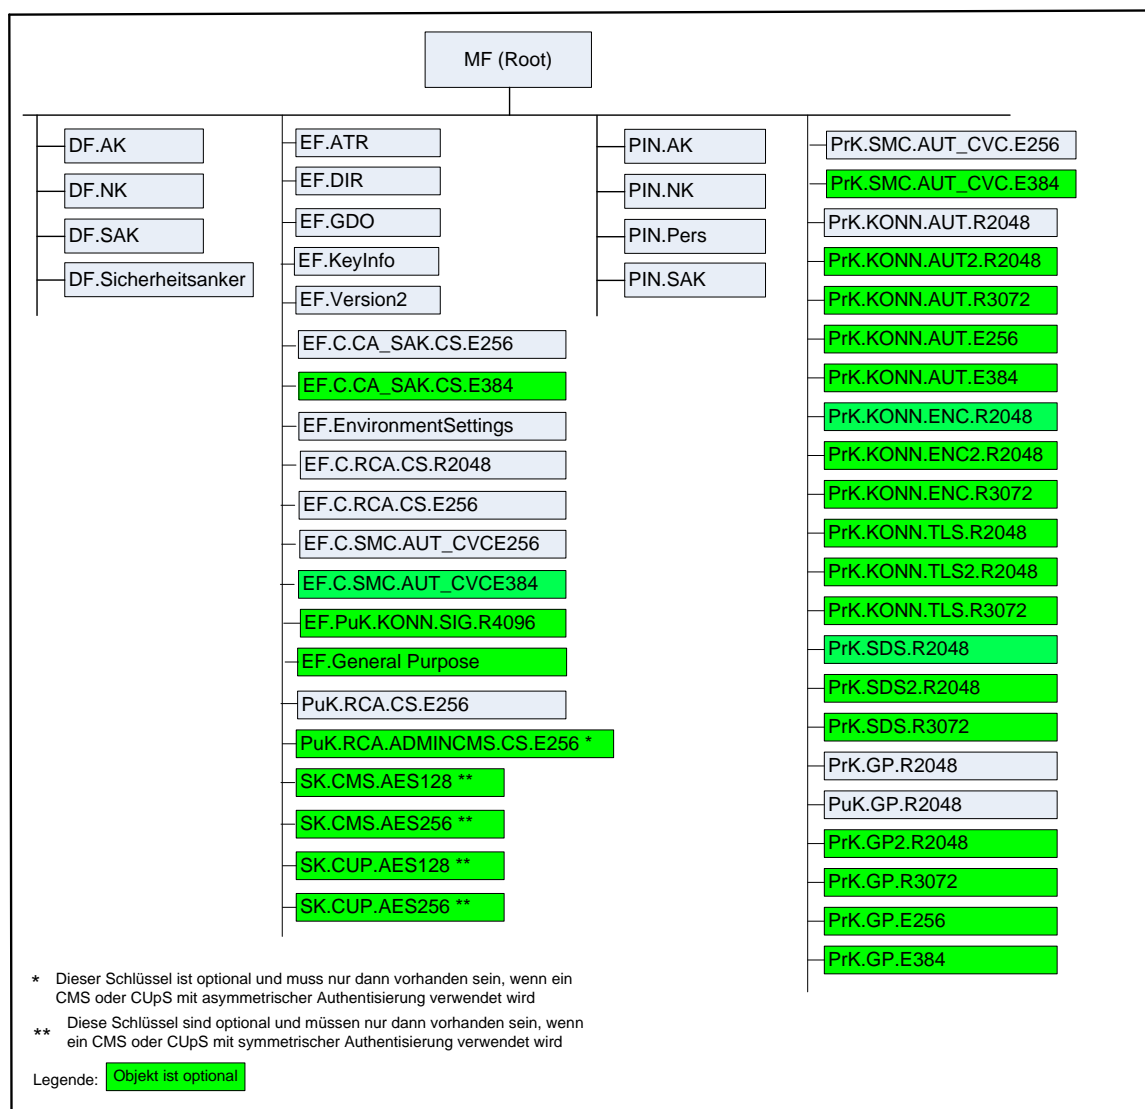 MF (Root)
DF.AK
DF.NK
DF.SAK
DF.Sicherheitsanker
EF.ATR
EF.DIR
EF.GDO
EF.KeyInfo
EF.Version2
EF.C.CA_SAK.CS.E256
EF.C.CA_SAK.CS.E384
EF.EnvironmentSettings
EF.C.RCA.CS.R2048
EF.C.RCA.CS.E256
EF.C.SMC.AUT_CVCE256
EF.C.SMC.AUT_CVCE384
EF.PuK.KONN.SIG.R4096
EF.General Purpose
PuK.RCA.CS.E256
PuK.RCA.ADMINCMS.CS.E256 *
SK.CMS.AES128 **
SK.CMS.AES256 **
SK.CUP.AES128 **
SK.CUP.AES256 **
PIN.AK
PIN.NK
PIN.Pers
PIN.SAK
PrK.SMC.AUT_CVC.E256
PrK.SMC.AUT_CVC.E384
PrK.KONN.AUT.R2048
PrK.KONN.AUT2.R2048
PrK.KONN.AUT.R3072
PrK.KONN.AUT.E256
PrK.KONN.AUT.E384
PrK.KONN.ENC.R2048
PrK.KONN.ENC2.R2048
PrK.KONN.ENC.R3072
PrK.KONN.TLS.R2048
PrK.KONN.TLS2.R2048
PrK.KONN.TLS.R3072
PrK.SDS.R2048
PrK.SDS2.R2048
PrK.SDS.R3072
PrK.GP.R2048
PuK.GP.R2048
PrK.GP2.R2048
PrK.GP.R3072
PrK.GP.E256
PrK.GP.E384
* Dieser Schlüssel ist optional und muss nur dann vorhanden sein, wenn ein
CMS oder CUpS mit asymmetrischer Authentisierung verwendet wird
** Diese Schlüssel sind optional und müssen nur dann vorhanden sein, wenn
ein CMS oder CUpS mit symmetrischer Authentisierung verwendet wird
Legende: Objekt ist optional